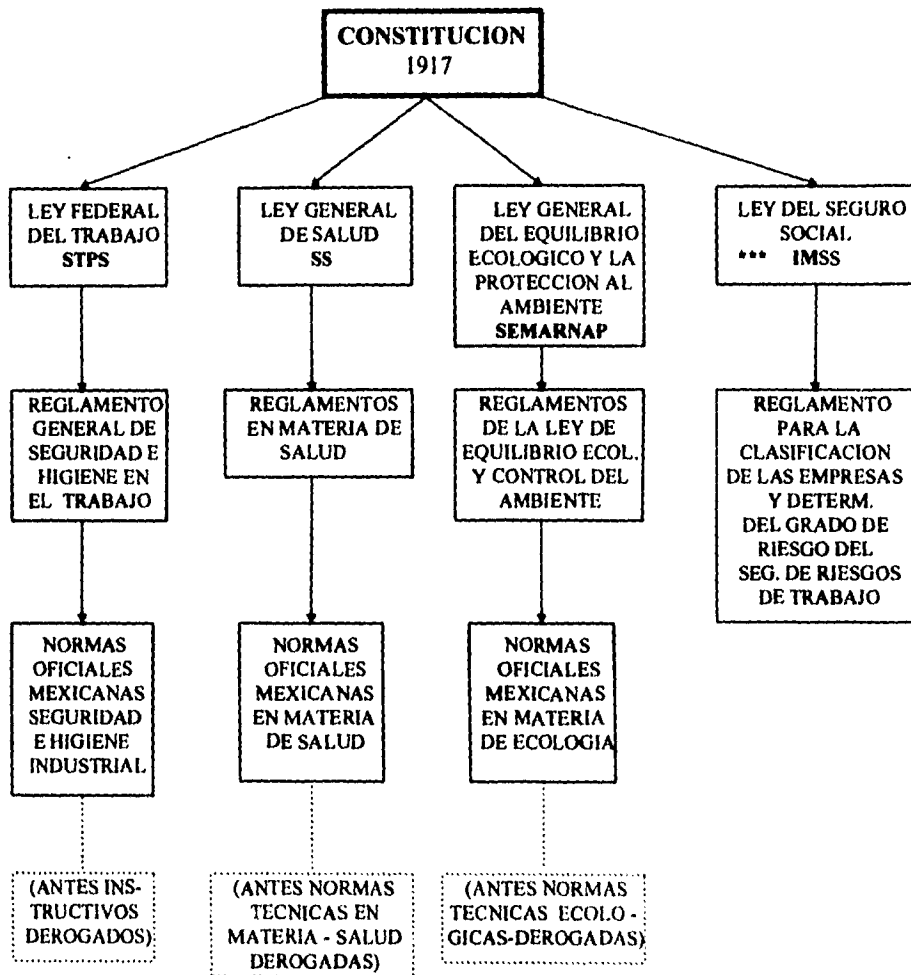 CONSTITUCION
1917
LEY FEDERAL
DEL TRABAJO
STPS
LEY GENERAL
DE SALUD
SS
LEY GENERAL
DEL EQUILIBRIO
ECOLOGICO Y LA
PROTECCION AL
AMBIENTE
SEMARNAP
LEY DEL SEGURO
SOCIAL
*** IMSS
REGLAMENTO
GENERAL DE
SEGURIDAD E
HIGIENE EN
EL TRABAJO
REGLAMENTOS
EN MATERIA DE
SALUD
REGLAMENTOS
DE LA LEY DE
EQUILIBRIO ECOL.
Y CONTROL DEL
AMBIENTE
REGLAMENTO
PARA LA
CLASIFICACION
DE LAS EMPRESAS
Y DETERM.
DEL GRADO DE
RIESGO DEL
SEG. DE RIESGOS
DE TRABAJO
NORMAS
OFICIALES
MEXICANAS
SEGURIDAD
E HIGIENE
INDUSTRIAL
NORMAS
OFICIALES
MEXICANAS
EN MATERIA
DE SALUD
NORMAS
OFICIALES
MEXICANAS
EN MATERIA
DE ECOLOGIA
(ANTES INS-
TRUCTIVOS
DEROGADOS)
(ANTES NORMAS
TECNICAS EN
MATERIA - SALUD
DEROGADAS)
(ANTES NORMAS
TECNICAS ECOLO -
GICAS-DEROGADAS)